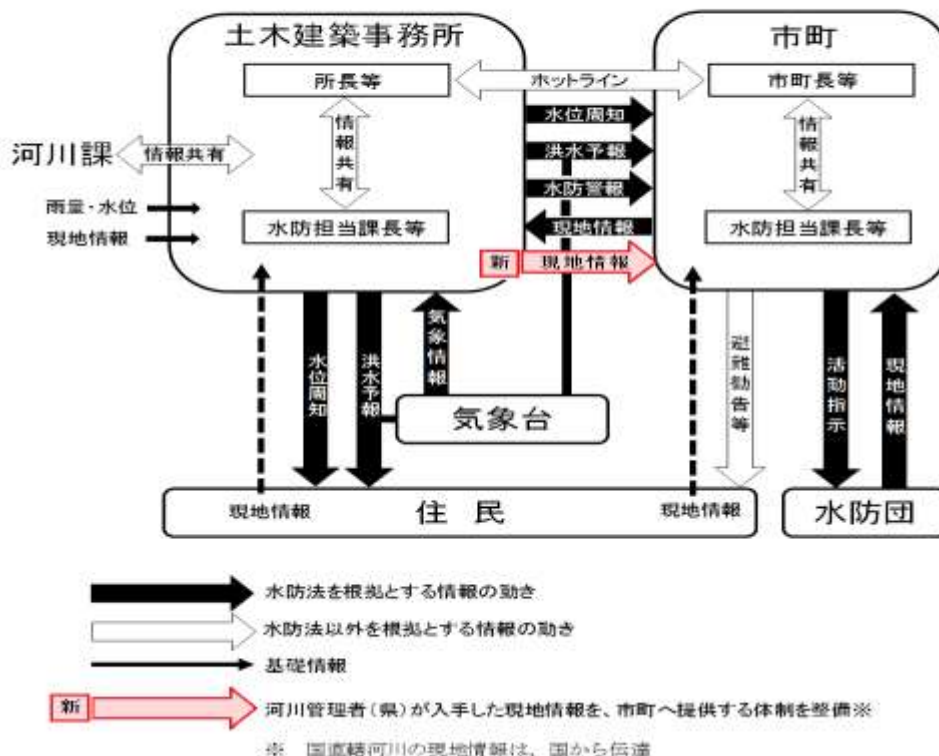 土木建築事務所
市町
所長等
ホットライン
市町長等
水位周知
情報共有
洪水予報
情報共有
河川課
情報共有
水防警報
雨量・水位
現地情報
現地情報
水防担当課長等
水防担当課長等
新
現地情報
水位周知
洪水予報
気象情報
避難勧告等
活動指示
現地情報
気象台
現地情報
住民
現地情報
水防団
水防法を根拠とする情報の動き
水防法以外を根拠とする情報の動き
基礎情報
新
河川管理者(県)が入手した現地情報を、市町へ提供する体制を整備※
※ 国直轄河川の現地情報は、国から伝達